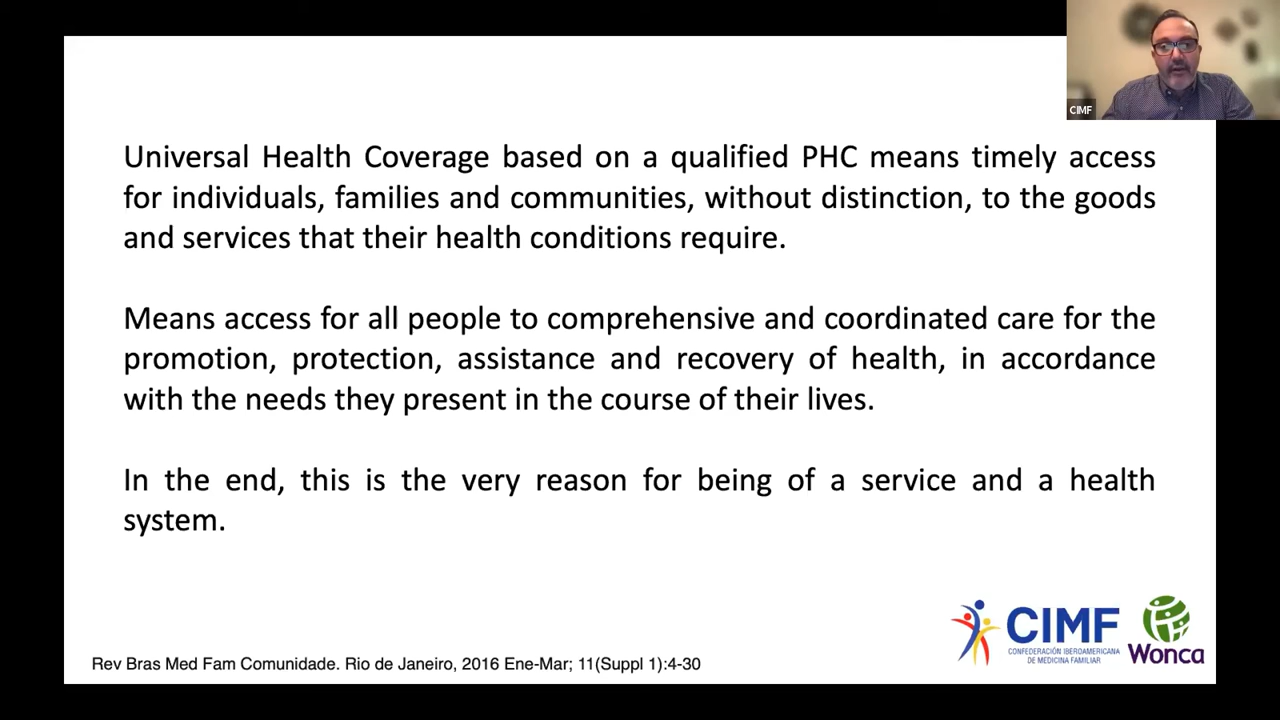 CIMF
Universal Health Coverage based on a qualified PHC means timely access
for individuals, families and communities, without distinction, to the goods
and services that their health conditions require.
Means access for all people to comprehensive and coordinated care for the
promotion, protection, assistance and recovery of health, in accordance
with the needs they present in the course of their lives.
In the end, this is the very reason for being of a service and a health
system.
CIMF
CONFEDERACIÓN IBEROAMERICANA
DE MEDICINA FAMILIAR
Wonca
Rev Bras Med Fam Comunidade. Rio de Janeiro, 2016 Ene-Mar; 11(Suppl 1):4-30